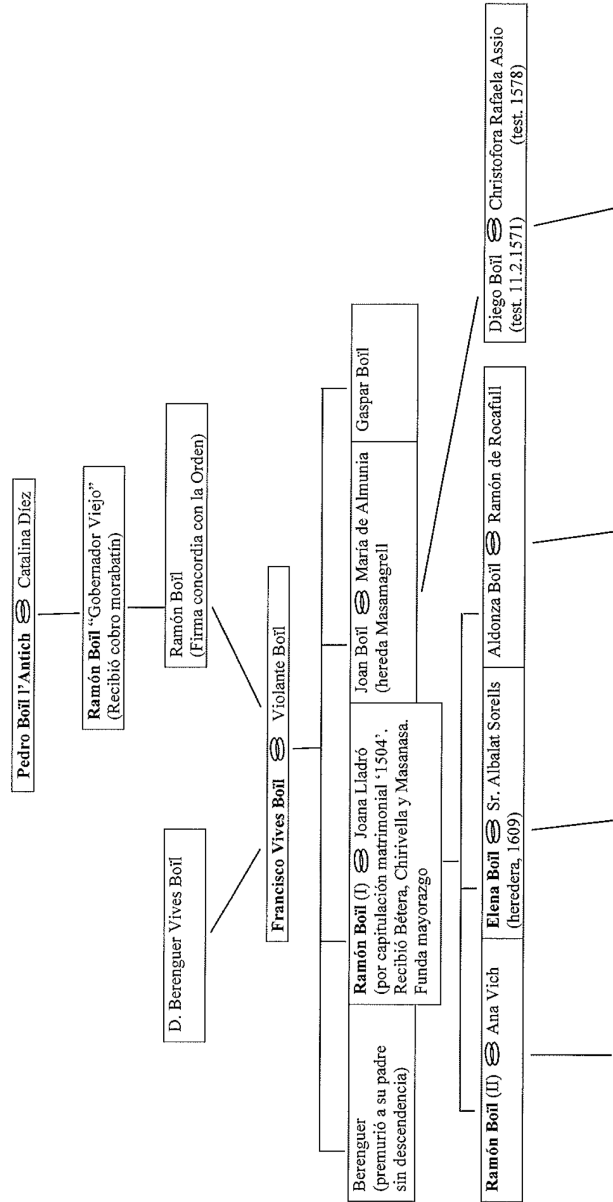 Pedro Boïl l'Antich Catalina Díez
Ramón Boïl "Gobernador Viejo"
(Recibió cobro morabatín)
D. Berenguer Vives Boïl
Ramón Boïl
(Firma concordia con la Orden)
Francisco Vives Boïl Violante Boïl
Berenguer
(premurió a su padre
sin descendencia)
Ramón Boïl (I) Joana Lladró
(por capitulación matrimonial '1504'.
Recibió Bétera, Chirivella y Masanasa.
Funda mayorazgo
Joan Boïl María de Almunia
(hereda Masamagrell)
Gaspar Boïl
Ramón Boïl (II) Ana Vich
Elena Boïl Sr. Albalat Sorells
(heredera, 1609)
Aldonza Boïl Ramón de Rocafull
Diego Boïl Christofora Rafaela Assio
(test. 11.2.1571) (test. 1578)